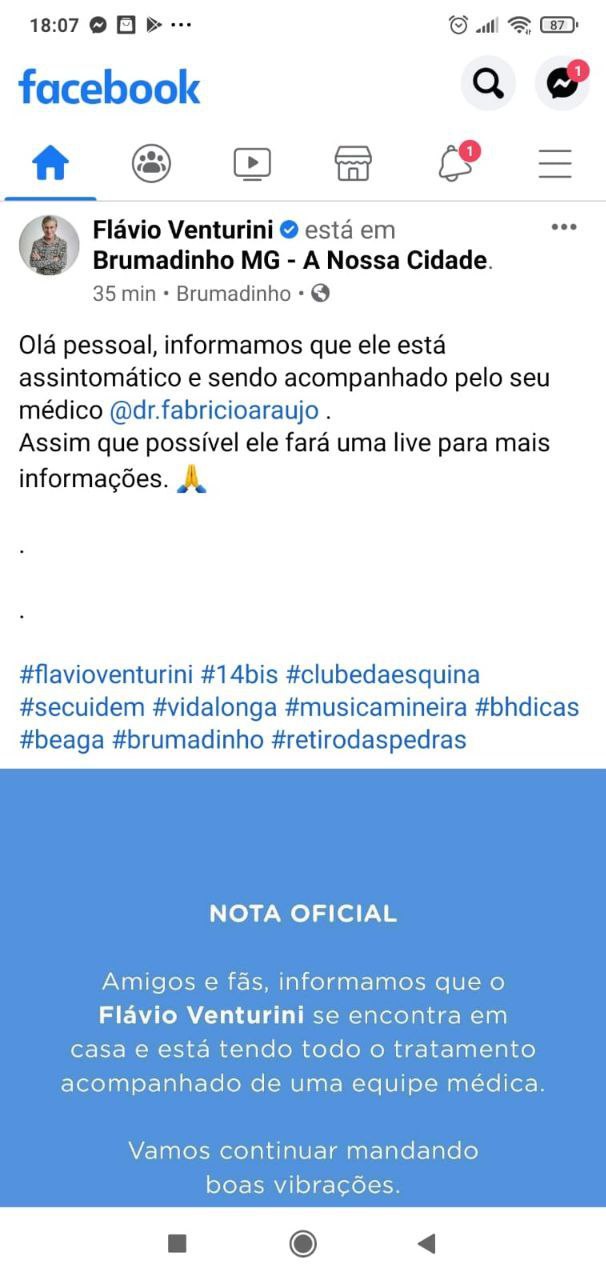 18:07
87
facebook
1
1
Flávio Venturini está em
Brumadinho MG - A Nossa Cidade.
35 min • Brumadinho •
Olá pessoal, informamos que ele está
assintomático e sendo acompanhado pelo seu
médico @dr.fabricioaraujo .
Assim que possível ele fará uma live para mais
informações. 🙏
.
.
#flavioventurini #14bis #clubedaesquina
#secuidem #vidalonga #musicamineira #bhdicas
#beaga #brumadinho #retirodaspedras
NOTA OFICIAL
Amigos e fãs, informamos que o
Flávio Venturini se encontra em
casa e está tendo todo o tratamento
acompanhado de uma equipe médica.
Vamos continuar mandando
boas vibrações.